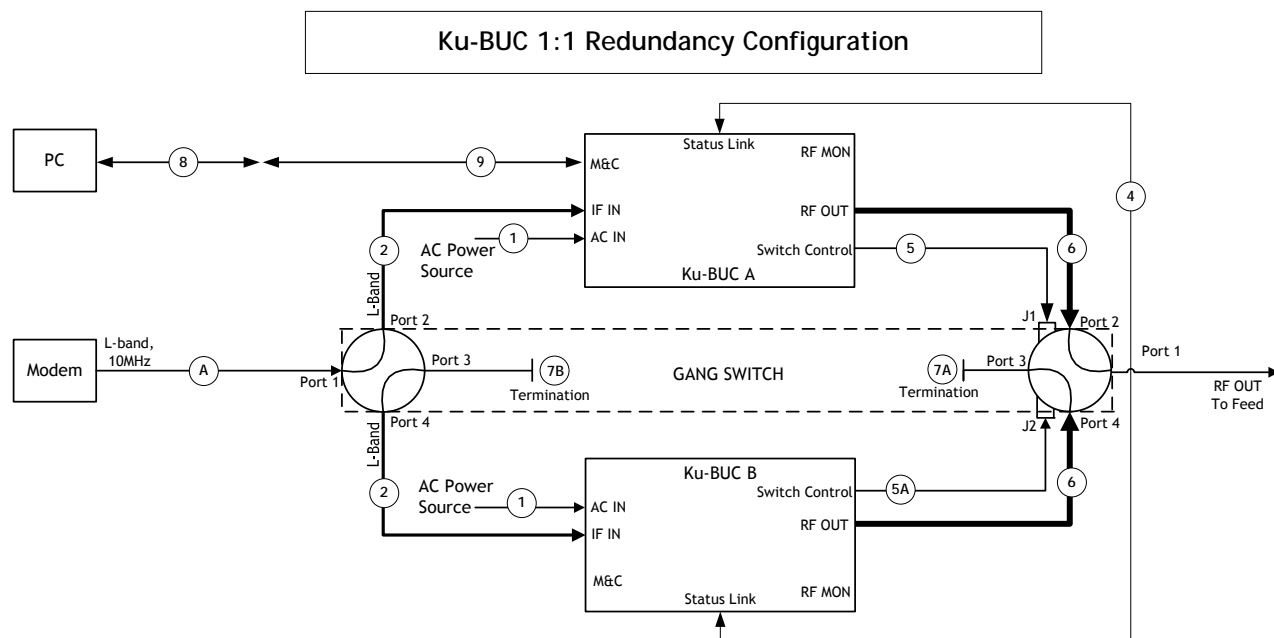 Ku-BUC 1:1 Redundancy Configuration
PC
8
9
Status Link
RF MON
M&C
IF IN
RF OUT
AC IN
Switch Control
Ku-BUC A
4
2
AC Power
Source
1
5
6
L-Band
Port 2
J1
Port 2
Modem
L-band,
10MHz
A
Port 1
Port 3
7B
Termination
GANG SWITCH
7A
Termination
Port 3
Port 1
RF OUT
To Feed
Port 4
J2
Port 4
L-Band
2
AC Power
Source
1
Ku-BUC B
Switch Control
AC IN
RF OUT
IF IN
M&C
RF MON
Status Link
5A
6